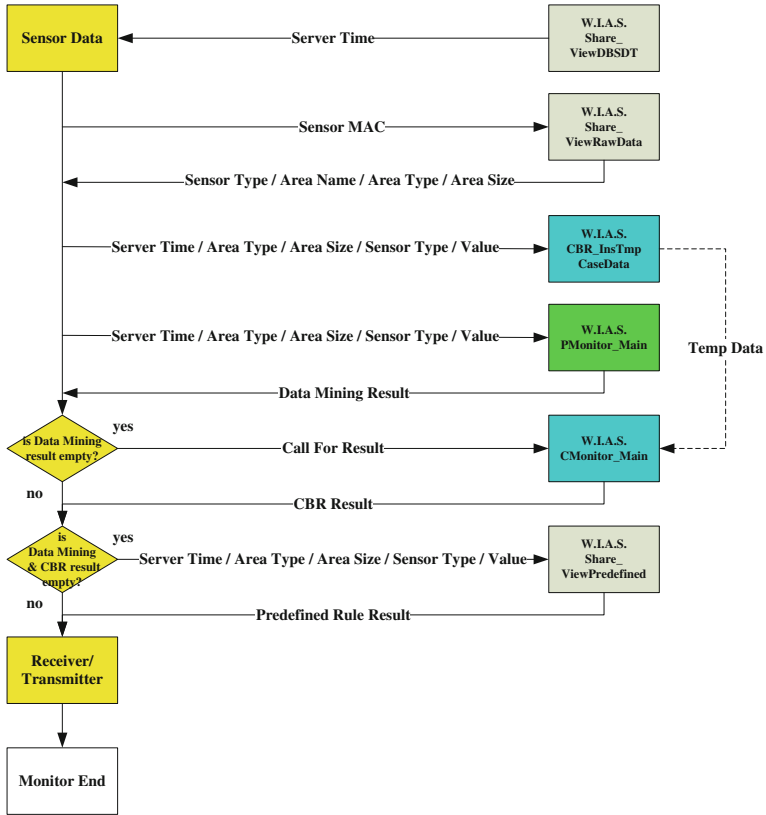 Sensor Data
Server Time
W.I.A.S.
Share_
ViewDBSDT
Sensor MAC
W.I.A.S.
Share_
ViewRawData
Sensor Type / Area Name / Area Type / Area Size
Server Time / Area Type / Area Size / Sensor Type / Value
W.I.A.S.
CBR_InsTmp
CaseData
Server Time / Area Type / Area Size / Sensor Type / Value
W.I.A.S.
PMonitor_Main
Temp Data
Data Mining Result
is Data Mining
result empty?
yes
Call For Result
W.I.A.S.
CMonitor_Main
no
CBR Result
is
Data Mining
& CBR result
empty?
yes
Server Time / Area Type / Area Size / Sensor Type / Value
W.I.A.S.
Share_
ViewPredefined
no
Predefined Rule Result
Receiver/
Transmitter
Monitor End